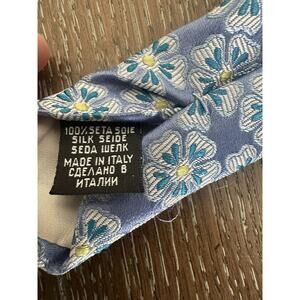 100% SETA SOIE
SILK SEIDE
SEDA ШЕЛК
MADE IN ITALY
СДЕЛАНО В
ИТАЛИИ